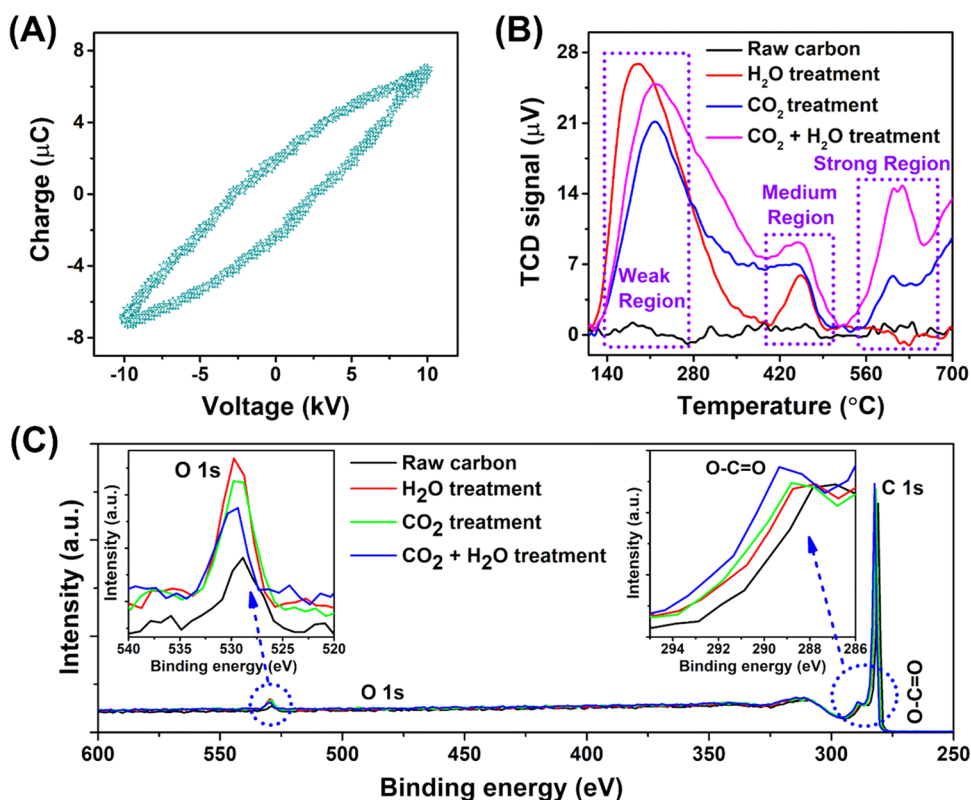 (A)
8
4
0
-4
-8
Charge (μC)
-10
-5
0
5
10
Voltage (kV)
(B)
28
21
14
7
0
TCD signal (μV)
Raw carbon
H₂O treatment
CO₂ treatment
CO₂ + H₂O treatment
Strong Region
Medium
Region
Weak
Region
140
280
420
560
700
Temperature (°C)
(C)
Intensity (a.u.)
O 1s
Intensity (a.u.)
540
530
520
Binding energy (eV)
Raw carbon
H₂O treatment
CO₂ treatment
CO₂ + H₂O treatment
O-C=O
Intensity (a.u.)
294
292
290
288
286
Binding energy (eV)
C 1s
O-C=O
O 1s
600
550
500
450
400
350
300
250
Binding energy (eV)